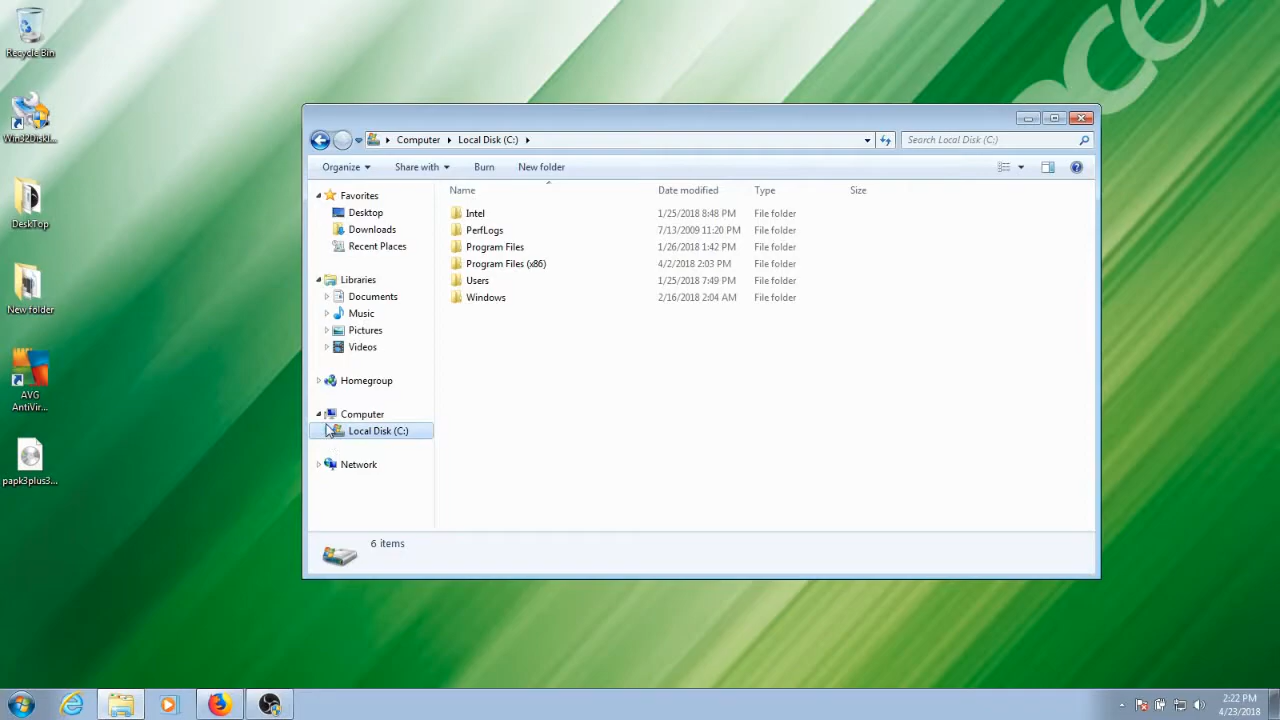 Recycle Bin
Win32DiskI...
DeskTop
New folder
AVG
AntiVir...
papk3plus3...
Computer Local Disk (C:)
Search Local Disk (C:)
Organize Share with Burn New folder
Name Date modified Type Size
Favorites
Desktop
Downloads
Recent Places
Libraries
Documents
Music
Pictures
Videos
Homegroup
Computer
Local Disk (C:)
Network
Intel 1/25/2018 8:48 PM File folder
PerfLogs 7/13/2009 11:20 PM File folder
Program Files 1/26/2018 1:42 PM File folder
Program Files (x86) 4/2/2018 2:03 PM File folder
Users 1/25/2018 7:49 PM File folder
Windows 2/16/2018 2:04 AM File folder
6 items
2:22 PM
4/23/2018